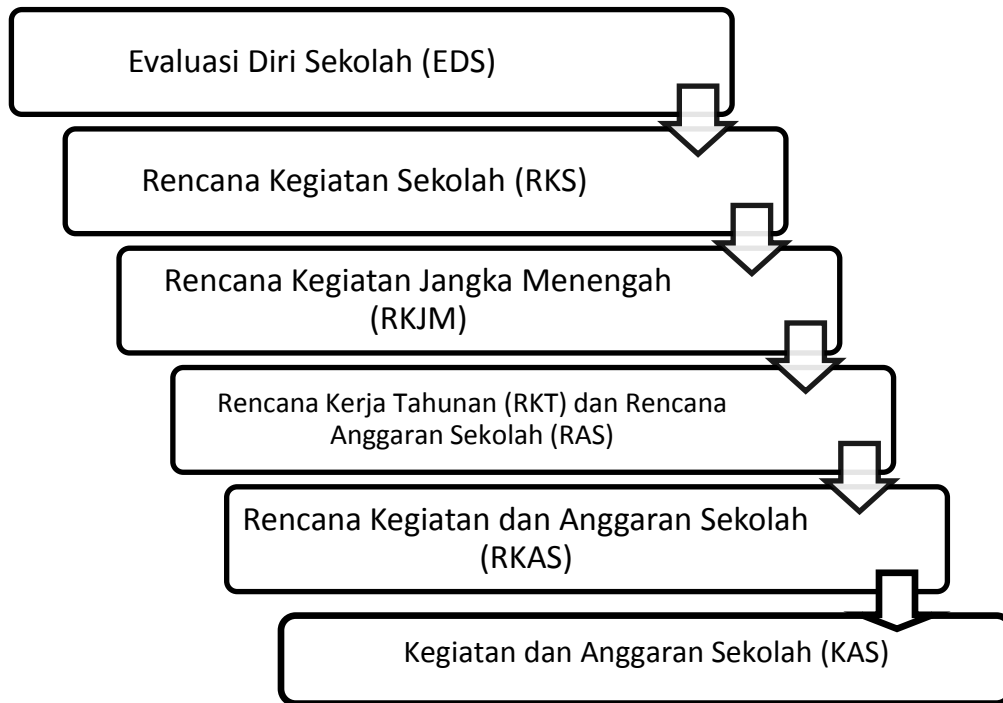 Evaluasi Diri Sekolah (EDS)
Rencana Kegiatan Sekolah (RKS)
Rencana Kegiatan Jangka Menengah
(RKJM)
Rencana Kerja Tahunan (RKT) dan Rencana
Anggaran Sekolah (RAS)
Rencana Kegiatan dan Anggaran Sekolah
(RKAS)
Kegiatan dan Anggaran Sekolah (KAS)